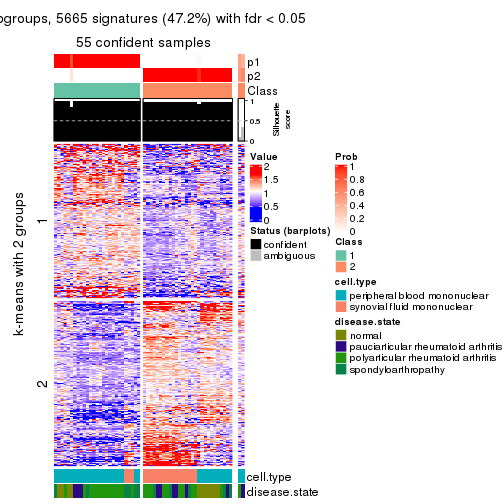 ogroups, 5665 signatures (47.2%) with fdr < 0.05
55 confident samples
p1
p2
Class
1
0.5
0
Silhouette
score
k-means with 2 groups
1
2
cell.type
disease.state
Value
2
1.5
1
0.5
0
Status (barplots)
confident
ambiguous
Prob
1
0.8
0.6
0.4
0.2
0
Class
1
2
cell.type
peripheral blood mononuclear
synovial fluid mononuclear
disease.state
normal
pauciarticular rheumatoid arthritis
polyarticular rheumatoid arthritis
spondyloarthropathy